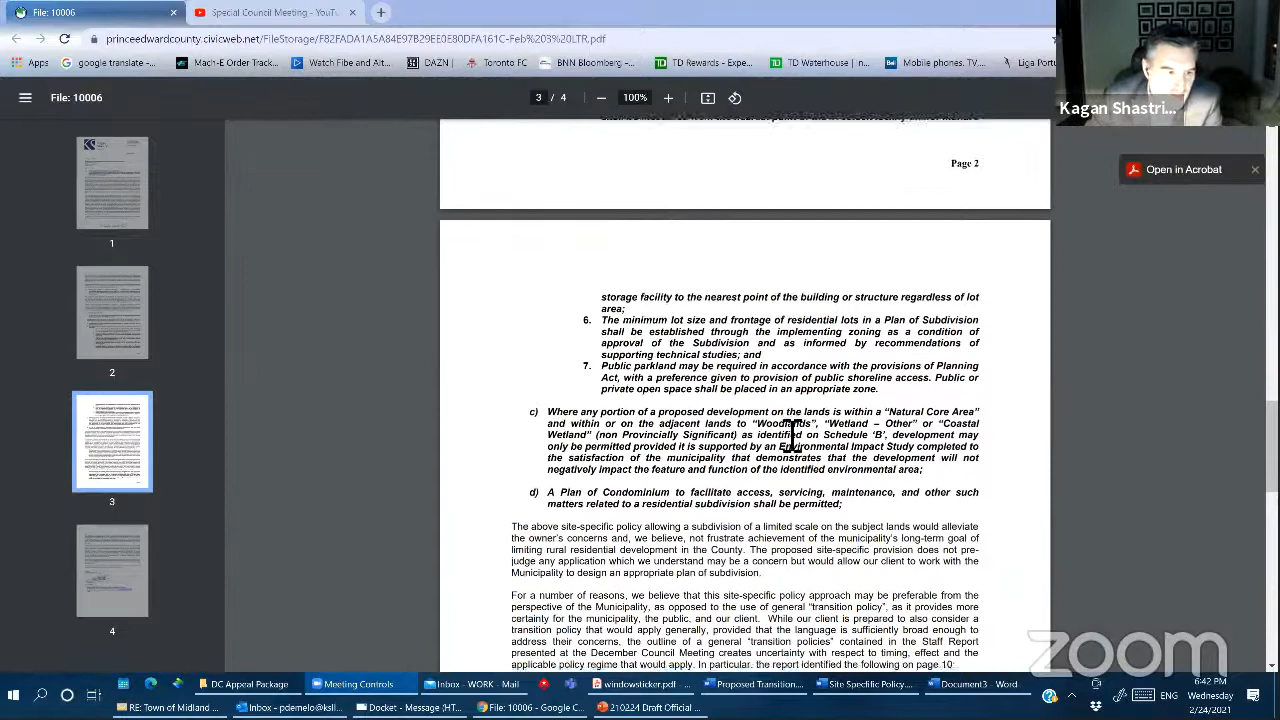 File: 10006
Special Council Meeting - YouTu
Apps
google translate
Mach-E Order Info
Watch Flow Football
DAZN
Tor
BNN Bloomberg
TD Rewards - Expe
TD Waterhouse | in
Bell mobile phones. TV
Liga Portu
File: 10006
3 / 4
100%
Kagan Shastri...
Open in Acrobat
1
2
3
4
Page 2
storage facility to the nearest point of the building or structure regardless of lot
area;
6. The minimum lot size and frontage of residential lots in a Plan of Subdivision
shall be established through the implementing zoning as a condition of
approval of the Subdivision and as informed by recommendations of
supporting technical studies; and
7. Public parkland may be required in accordance with the provisions of Planning
Act, with a preference given to provision of public shoreline access. Public or
private open space shall be placed in an appropriate zone.
Where any portion of a proposed development on the lands is within a “Natural Core Area”
and within or on the adjacent lands to “Woodlands”, “Wetland – Other” or “Coastal
Wetland” (non Provincially Significant) as identified on Schedule ‘B’, development may
only be permitted provided it is supported by an Environmental Impact Study completed to
the satisfaction of the municipality that demonstrates that the development will not
negatively impact the feature and function of the identified environmental area;
d) A Plan of Condominium to facilitate access, servicing, maintenance, and other such
matters related to a residential subdivision shall be permitted;
The above site-specific policy allowing a subdivision of a limited scale on the subject lands would alleviate
the owner’s concerns and, we believe, not frustrate achievement of the municipality’s long-term goal of
limiting new residential development in the County. The proposed site-specific provision does not pre-
judge any application which we understand may be a concern but would allow our client to work with the
Municipality to design an appropriate plan of subdivision.
For a number of reasons, we believe that this site-specific policy approach may be preferable from the
perspective of the Municipality, as opposed to the use of general “transition policy”, as it provides more
certainty for the municipality, the public, and our client. While our client is prepared to also consider a
transition policy that would apply generally, provided that the language is sufficiently broad enough to
address their concerns, the outline of a general “transition policies” contained in the Staff Report
presented at the December Council Meeting creates uncertainty with respect to timing, effect and the
applicable policy regime that would apply. In particular, the report identified the following on page 10:
zoom
DC Appeal Package
Meeting Controls
Inbox - WORK - Mail
windowsticker.pdf -
Proposed Transition.
Site Specific Policy.
Document3 - Word
ENG
6:42 PM
Wednesday
2/24/2021
RE: Town of Midland
Inbox - pdemelo@ksll
Docket - Message (HT
File: 10006 - Google C
210224 Draft Official